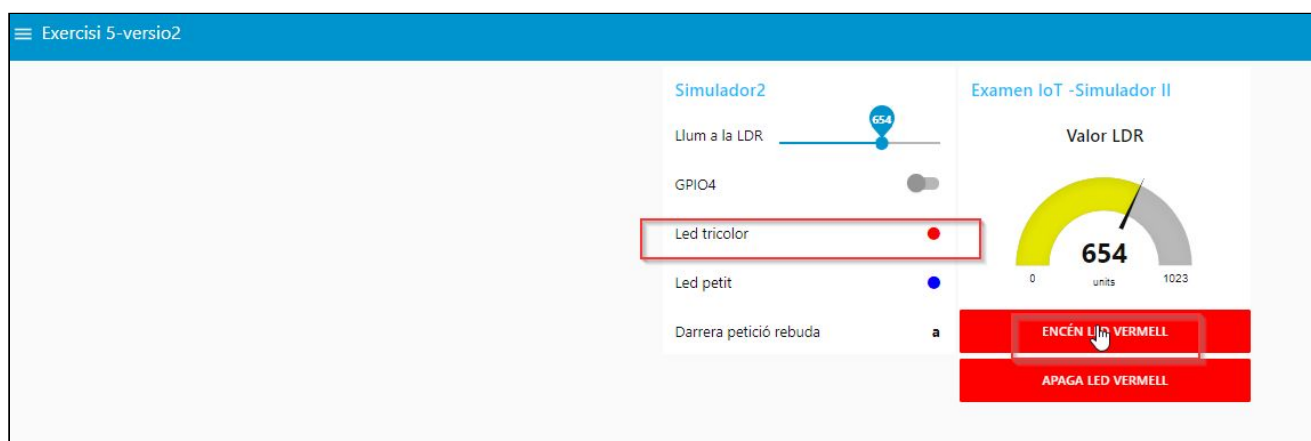 Exercisi 5-versio2
Simulador2
Llum a la LDR
654
GPIO4
Led tricolor
Led petit
Darrera petició rebuda a
Examen IoT -Simulador II
Valor LDR
654
0 units 1023
ENCÉN LED VERMELL
APAGA LED VERMELL